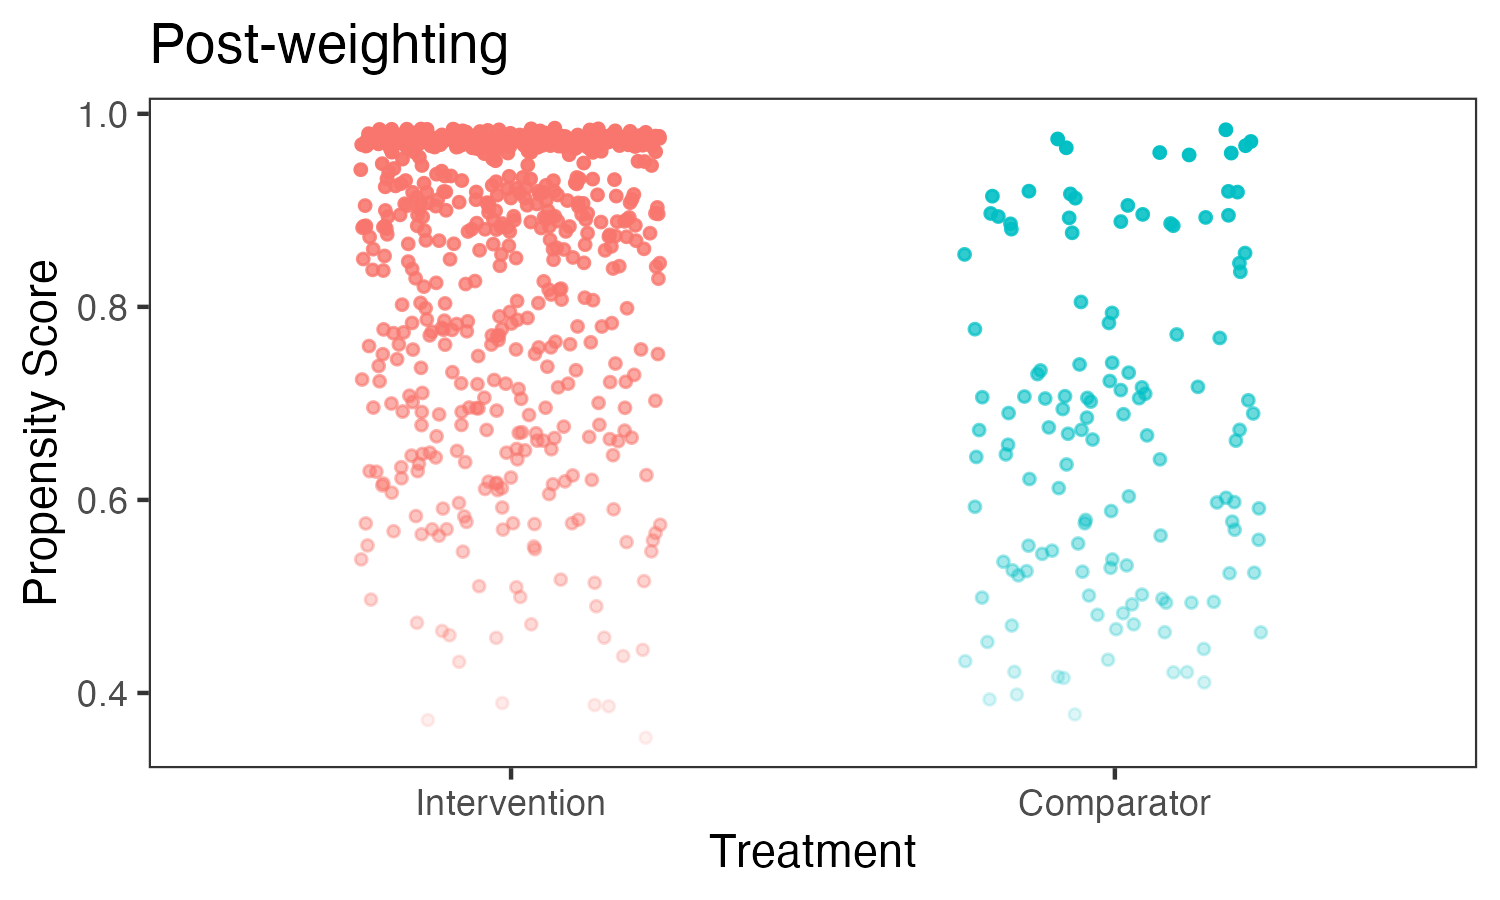 Post-weighting
1.0
0.8
0.6
0.4
Propensity Score
Intervention
Comparator
Treatment